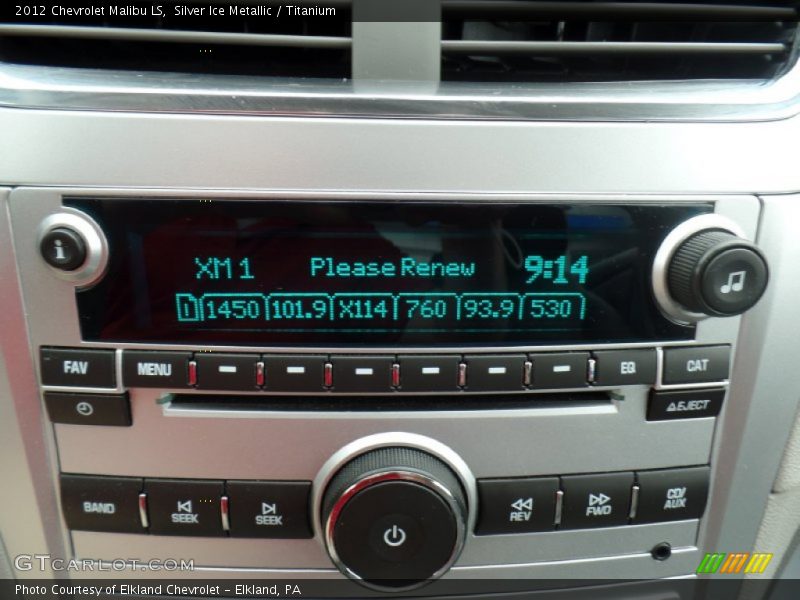 2012 Chevrolet Malibu LS, Silver Ice Metallic / Titanium
i
XM 1 Please Renew 9:14
D 1450 101.9 X114 760 93.9 530
FAV MENU EQ CAT
EJECT
BAND SEEK SEEK REV FWD CD/AUX
GTCarLot.com
Photo Courtesy of Elkland Chevrolet - Elkland, PA